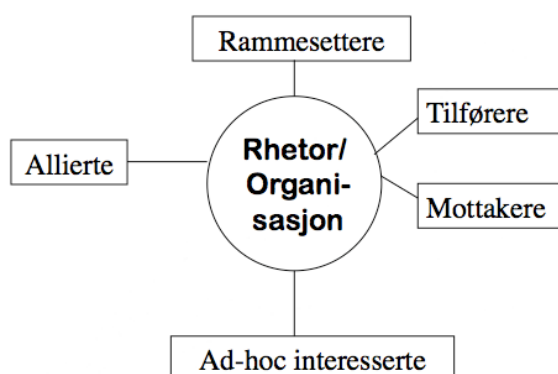 Rammesettere
Tilførere
Rhetor/
Organi-
sasjon
Allierte
Mottakere
Ad-hoc interesserte